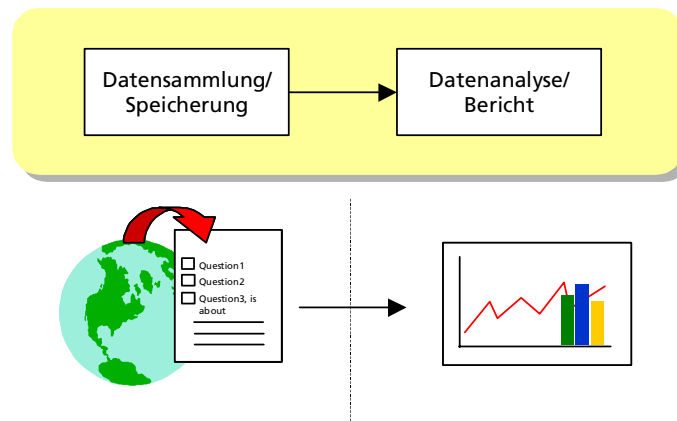 Datensammlung/
Speicherung
Datenanalyse/
Bericht
Question1
Question2
Question3, is
about